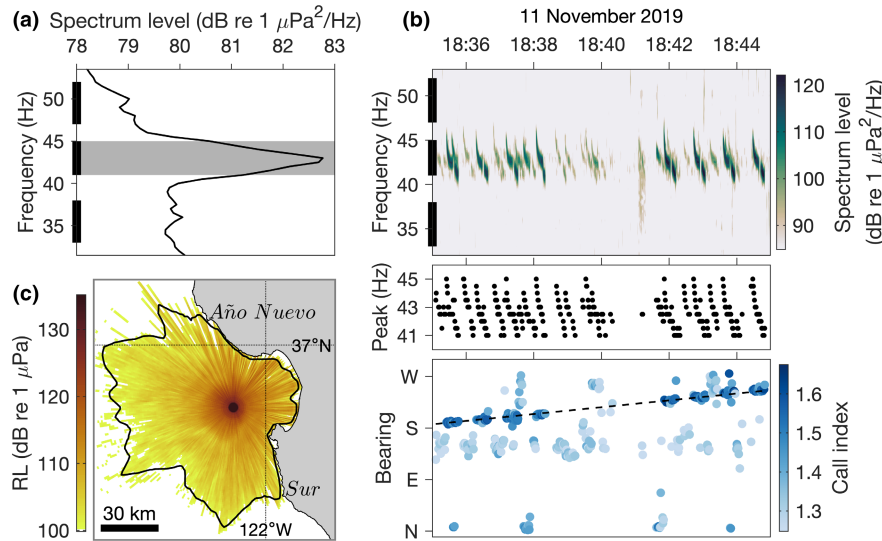 (a) Spectrum level (dB re 1 μPa²/Hz)
78 79 80 81 82 83
Frequency (Hz)
50
45
40
35
(b) 11 November 2019
18:36 18:38 18:40 18:42 18:44
Frequency (Hz)
50
45
40
35
120
110
100
90
Spectrum level
(dB re 1 μPa²/Hz)
Peak (Hz)
45
43
41
Bearing
W
S
E
N
1.6
1.5
1.4
1.3
Call index
(c)
RL (dB re 1 μPa)
130
120
110
100
Año Nuevo
37°N
Sur
30 km
122°W